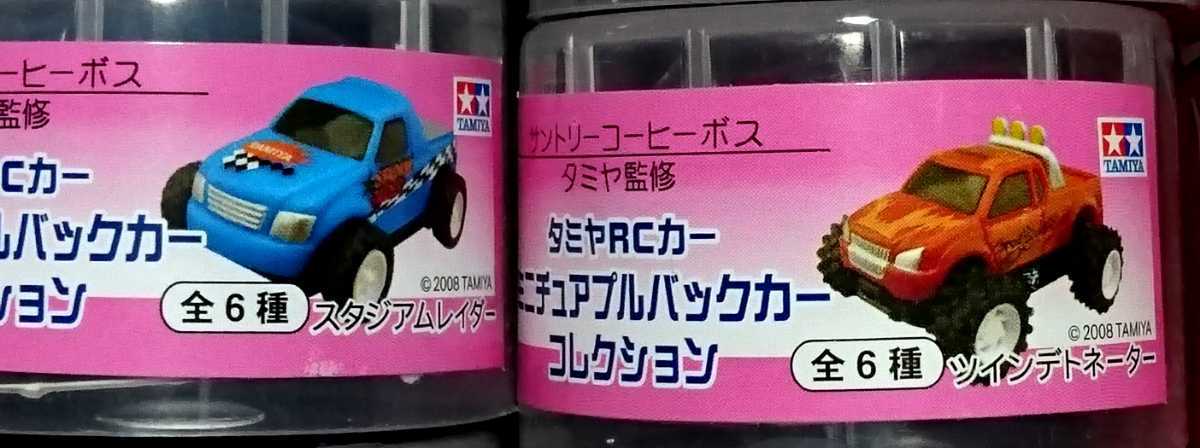 ーヒーボス
監修
Cカー
ルバックカー
ション
TAMIYA
© 2008 TAMIYA
全6種
スタジアムレイダー
サントリーコーヒーボス
タミヤ監修
タミヤRCカー
ミニチュアプルバックカー
コレクション
TAMIYA
© 2008 TAMIYA
全6種
ツインデトネーター